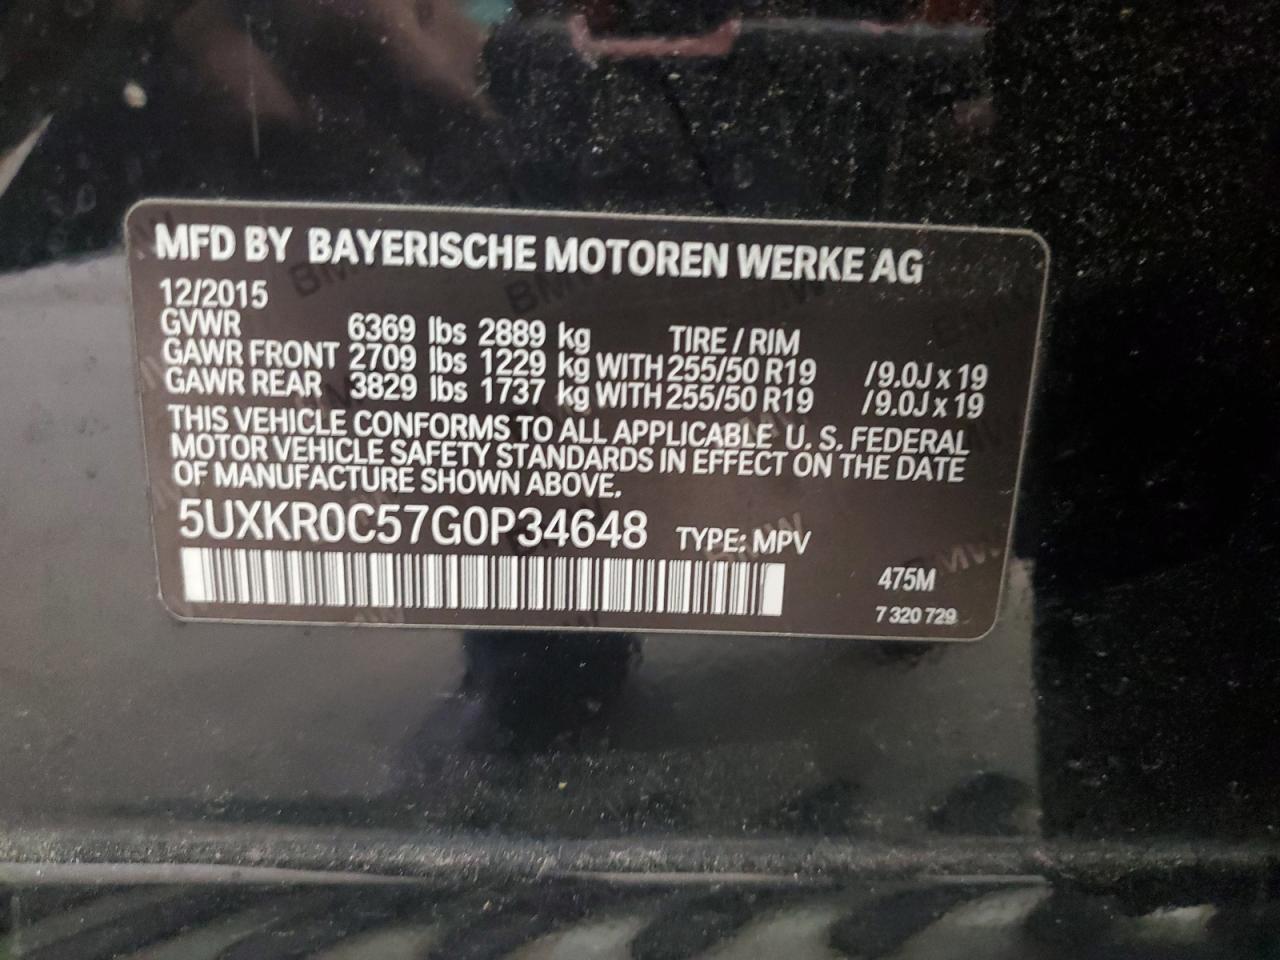 MFD BY BAYERISCHE MOTOREN WERKE AG
12/2015
GVWR 6369 lbs 2889 kg TIRE / RIM
GAWR FRONT 2709 lbs 1229 kg WITH 255/50 R19 /9.0J x 19
GAWR REAR 3829 lbs 1737 kg WITH 255/50 R19 /9.0J x 19
THIS VEHICLE CONFORMS TO ALL APPLICABLE U. S. FEDERAL
MOTOR VEHICLE SAFETY STANDARDS IN EFFECT ON THE DATE
OF MANUFACTURE SHOWN ABOVE.
5UXKR0C57G0P34648 TYPE: MPV
475M
7 320 729